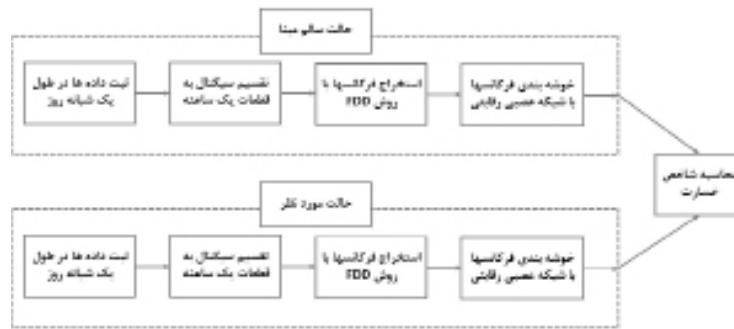 حالت سالم مبنا
ثبت داده ها در طول
یک شبانه روز
تقسیم سیگنال به
قطعات یک ساعته
استخراج فرکانسها با
روش FDD
خوشه بندی فرکانسها
با شبکه عصبی رقابتی
محاسبه شاخص
خسارت
حالت مورد نظر
ثبت داده ها در طول
یک شبانه روز
تقسیم سیگنال به
قطعات یک ساعته
استخراج فرکانسها با
روش FDD
خوشه بندی فرکانسها
با شبکه عصبی رقابتی